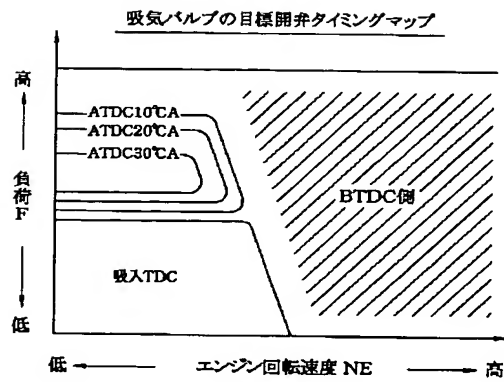 吸気バルブの目標開弁タイミングマップ
高
ATDC10℃A
ATDC20℃A
ATDC30℃A
負荷F
BTDC側
吸入TDC
低
低
エンジン回転速度 NE
高